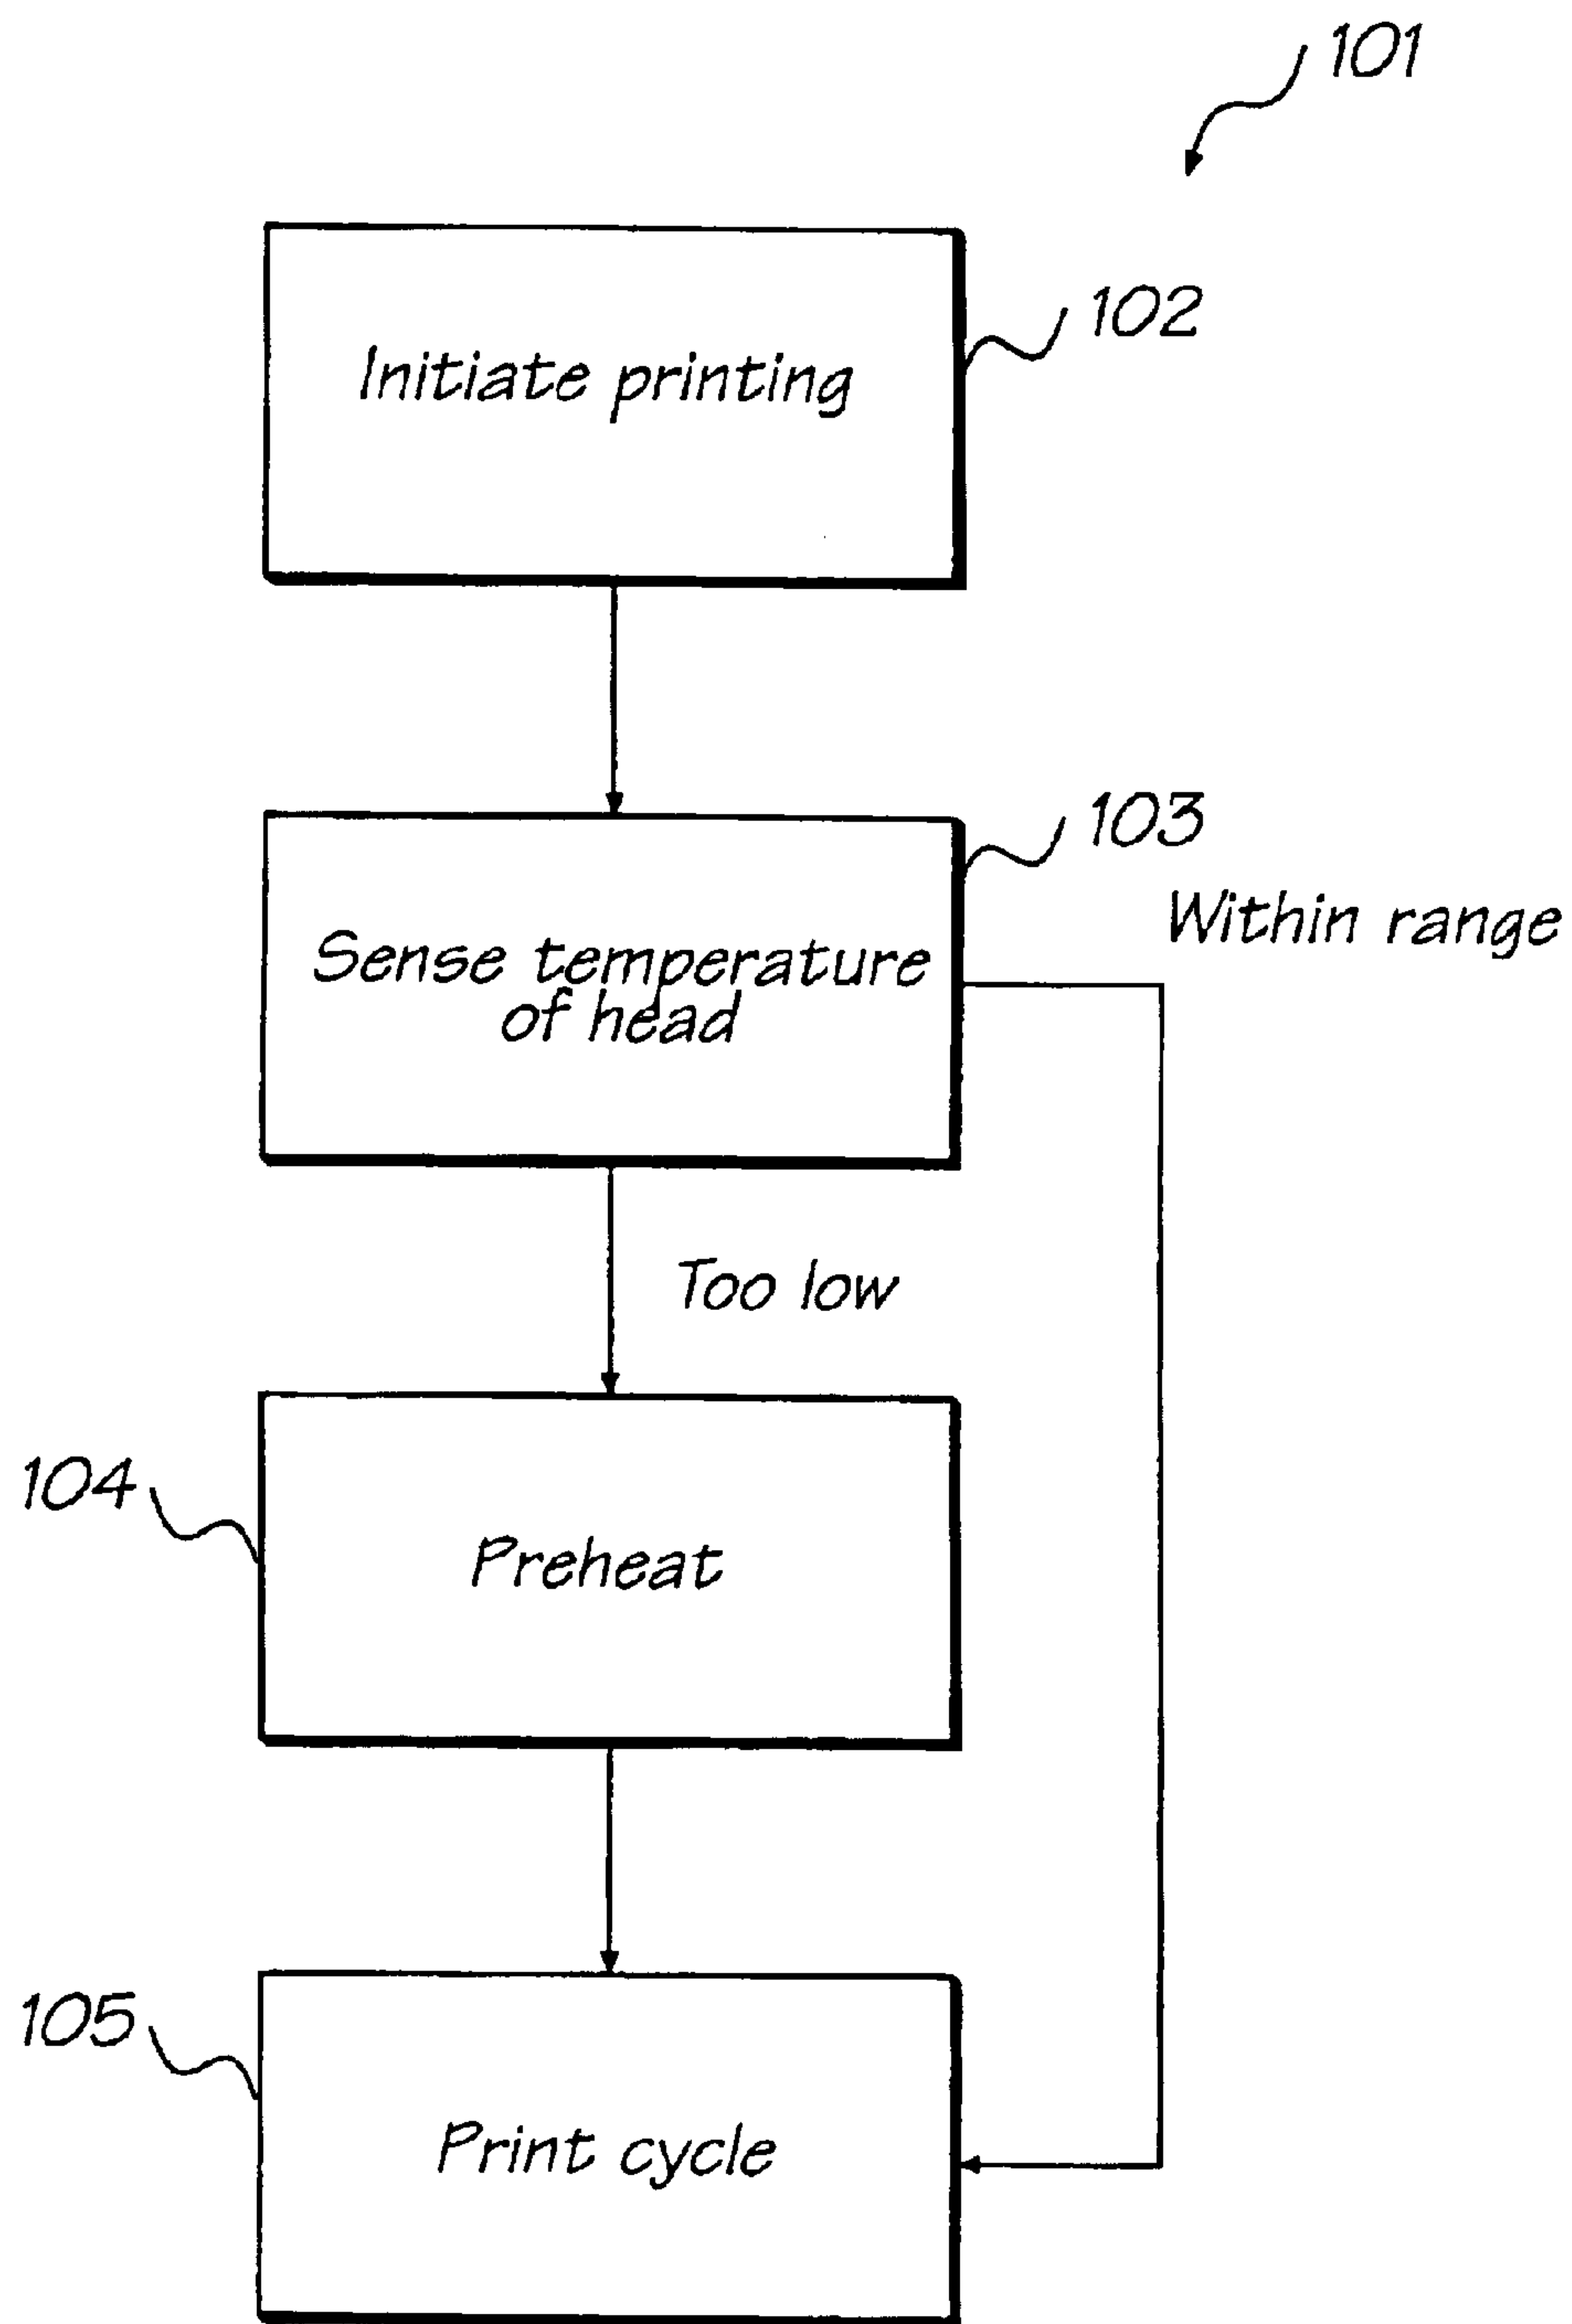 101
Initiate printing
102
103
Within range
Sense temperature
of head
Too low
104
Preheat
105
Print cycle